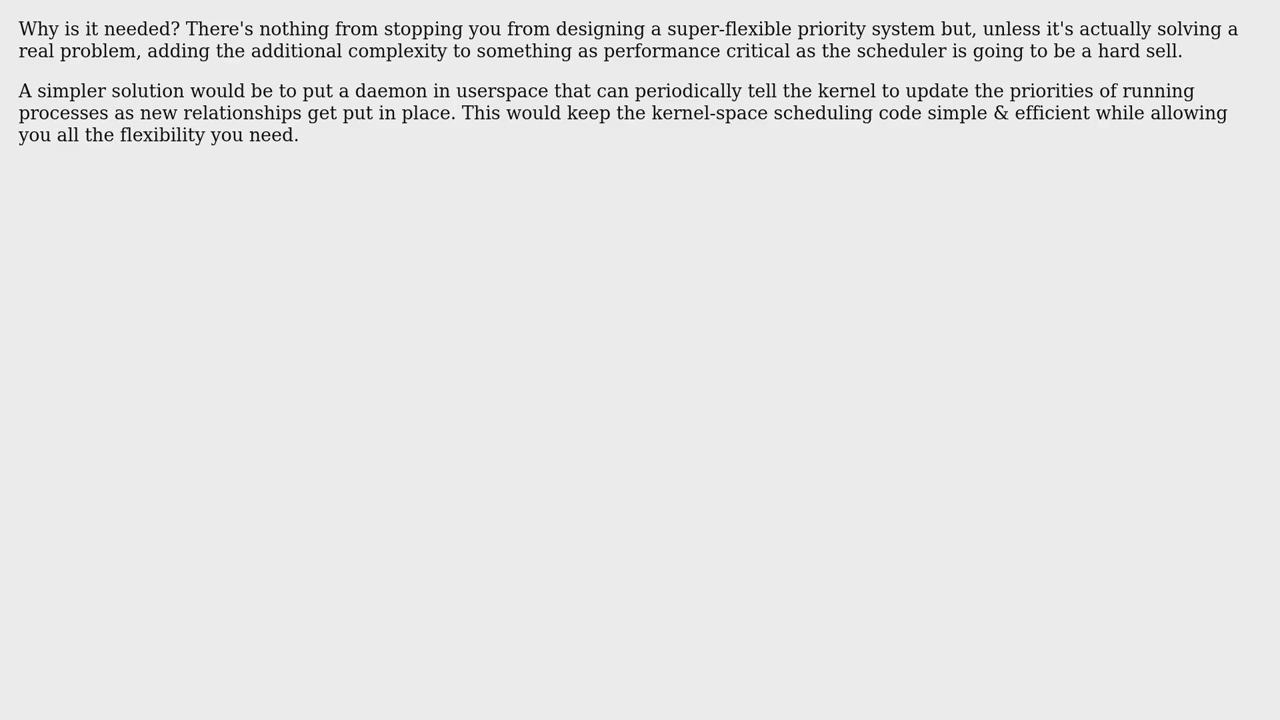 Why is it needed? There's nothing from stopping you from designing a super-flexible priority system but, unless it's actually solving a
real problem, adding the additional complexity to something as performance critical as the scheduler is going to be a hard sell.
A simpler solution would be to put a daemon in userspace that can periodically tell the kernel to update the priorities of running
processes as new relationships get put in place. This would keep the kernel-space scheduling code simple & efficient while allowing
you all the flexibility you need.